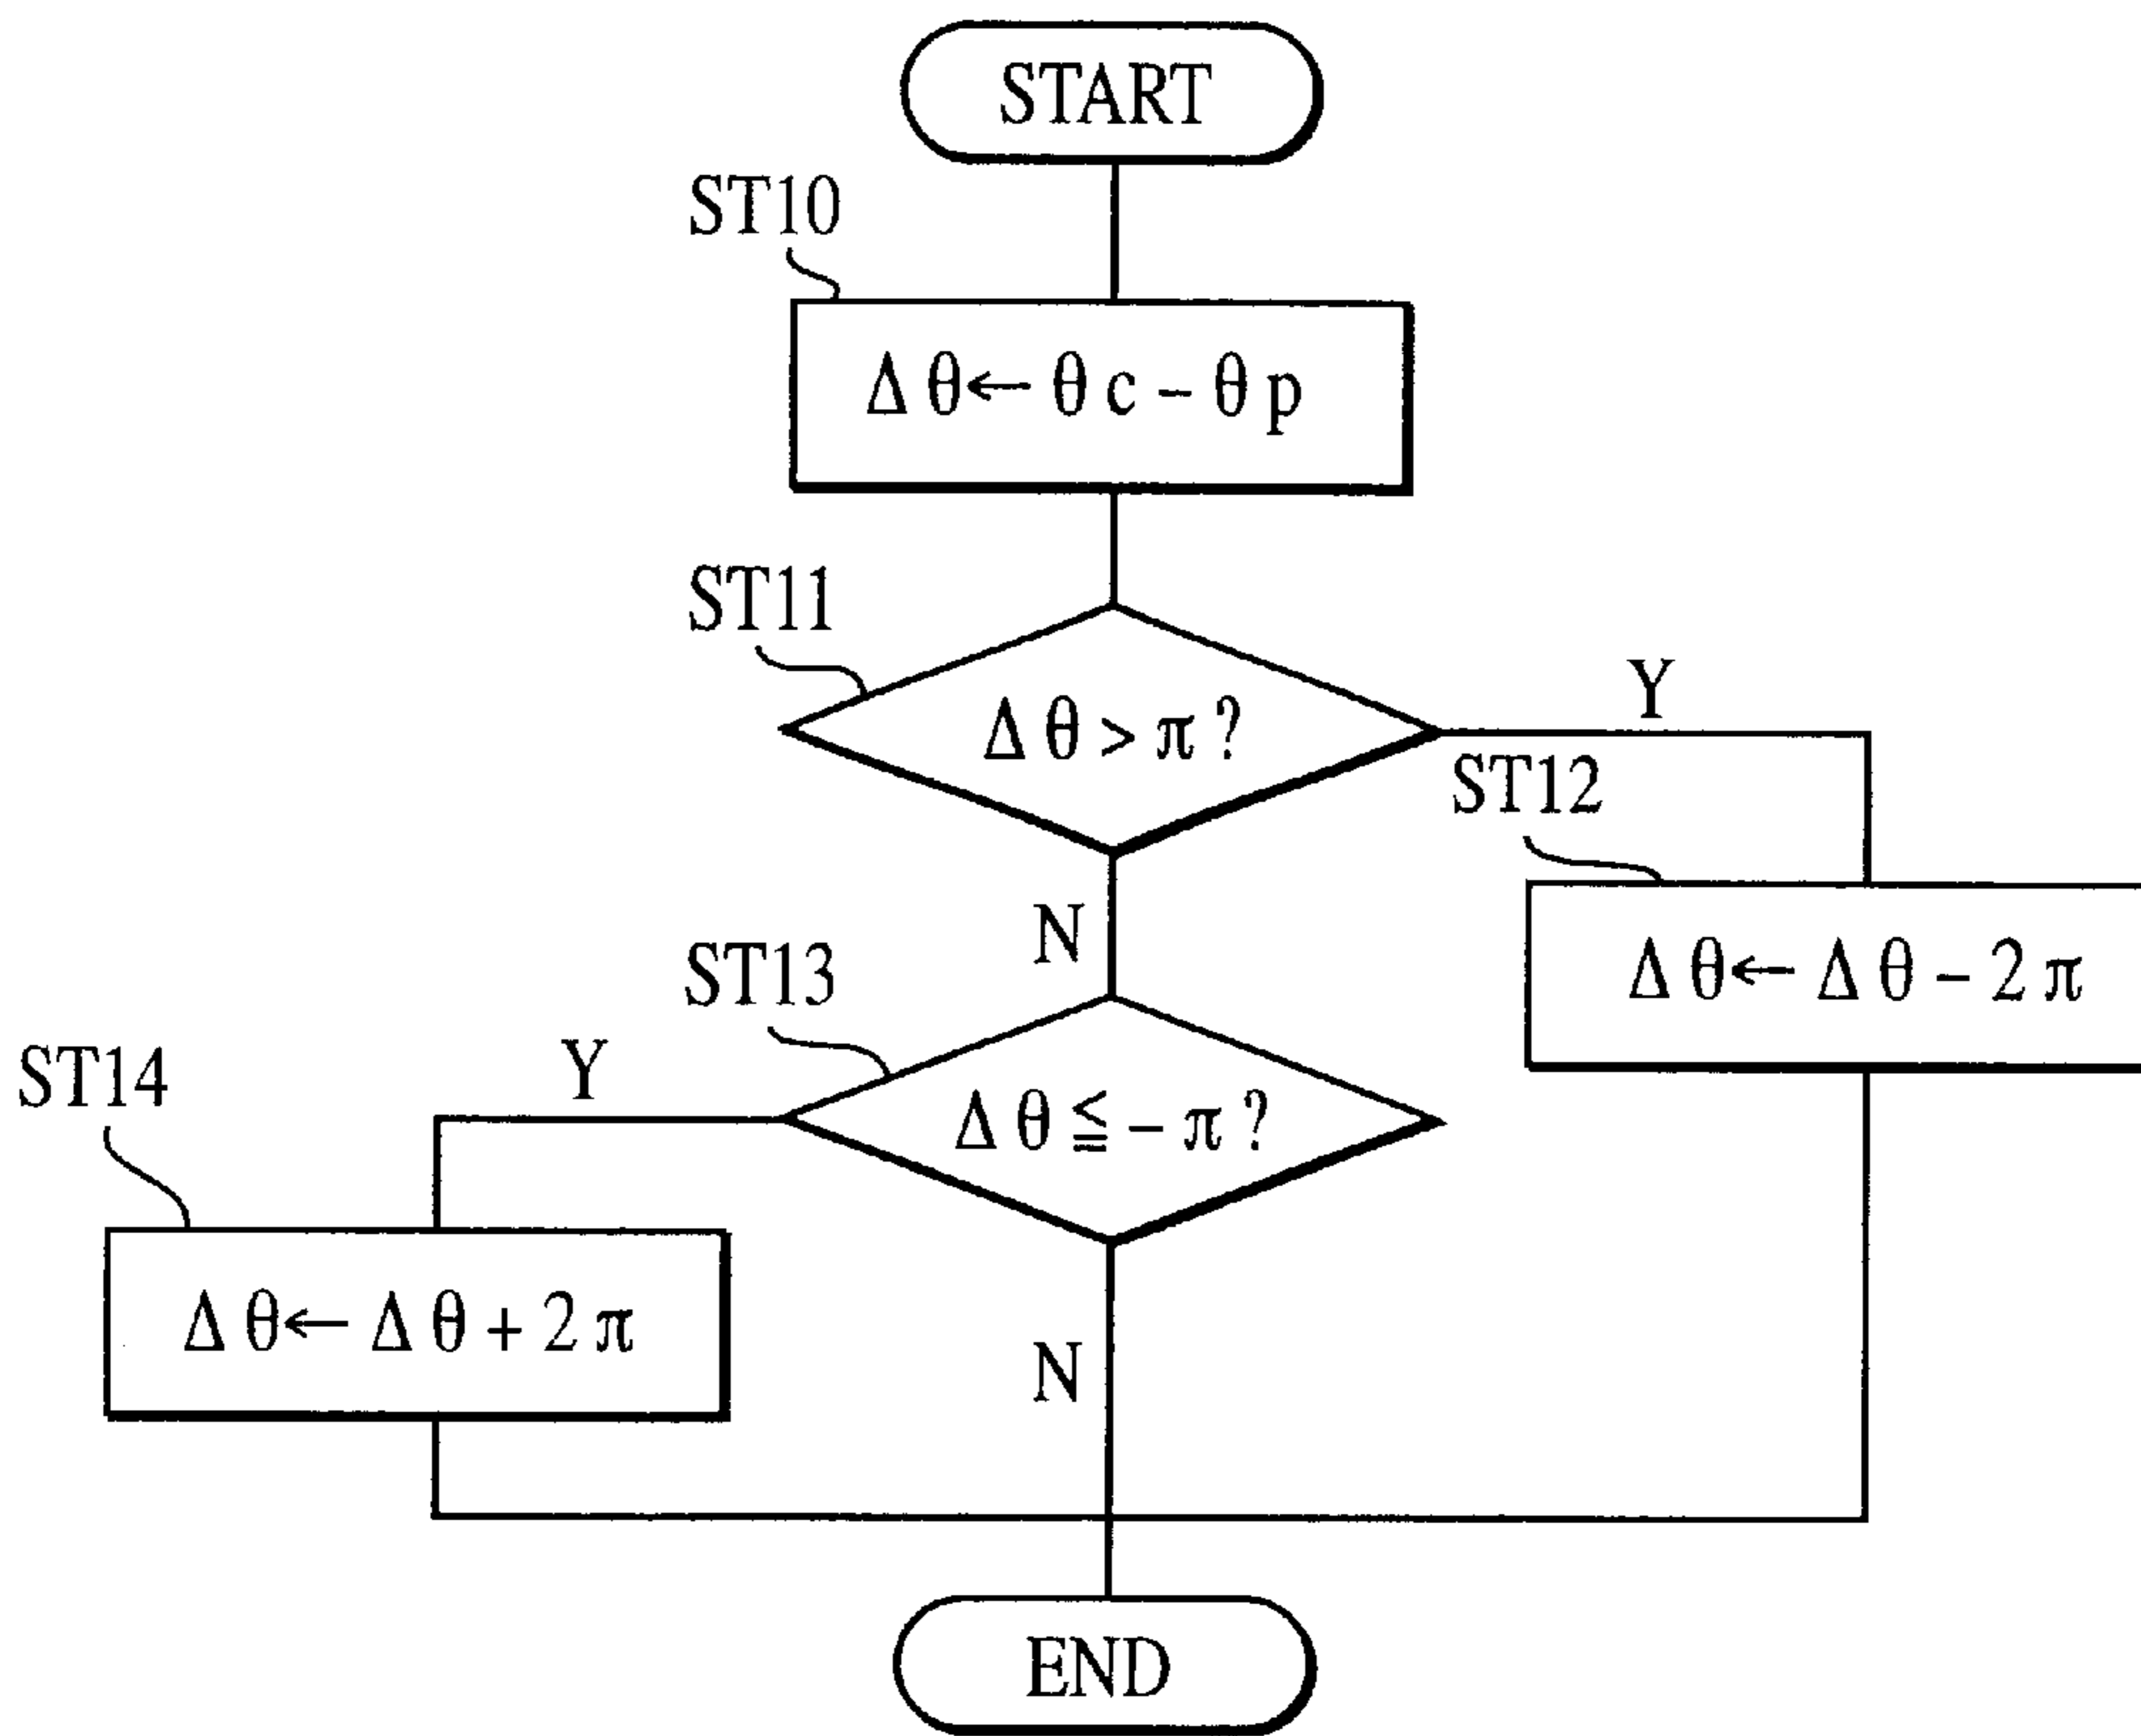 START
ST10
Δθ←θc−θp
ST11
Δθ>π?
Y
ST12
N
Δθ←Δθ−2π
ST13
Y
ST14
Δθ≦−π?
Δθ←Δθ+2π
N
END